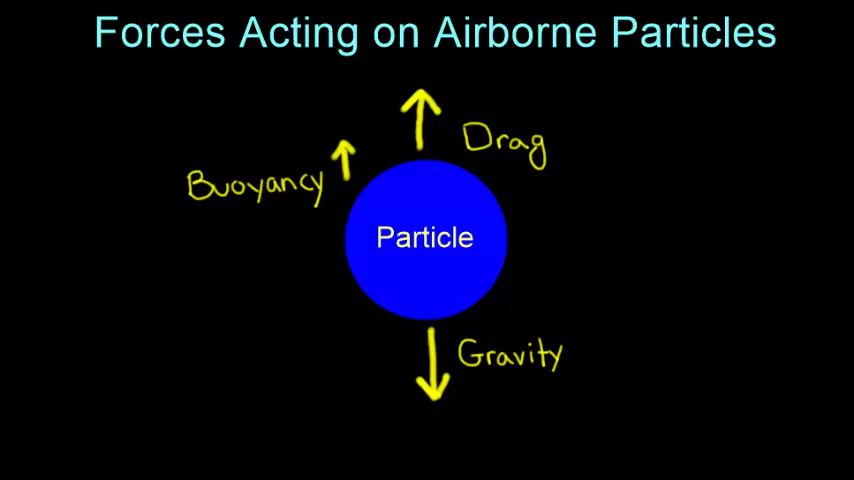 Forces Acting on Airborne Particles
Drag
Buoyancy
Particle
Gravity